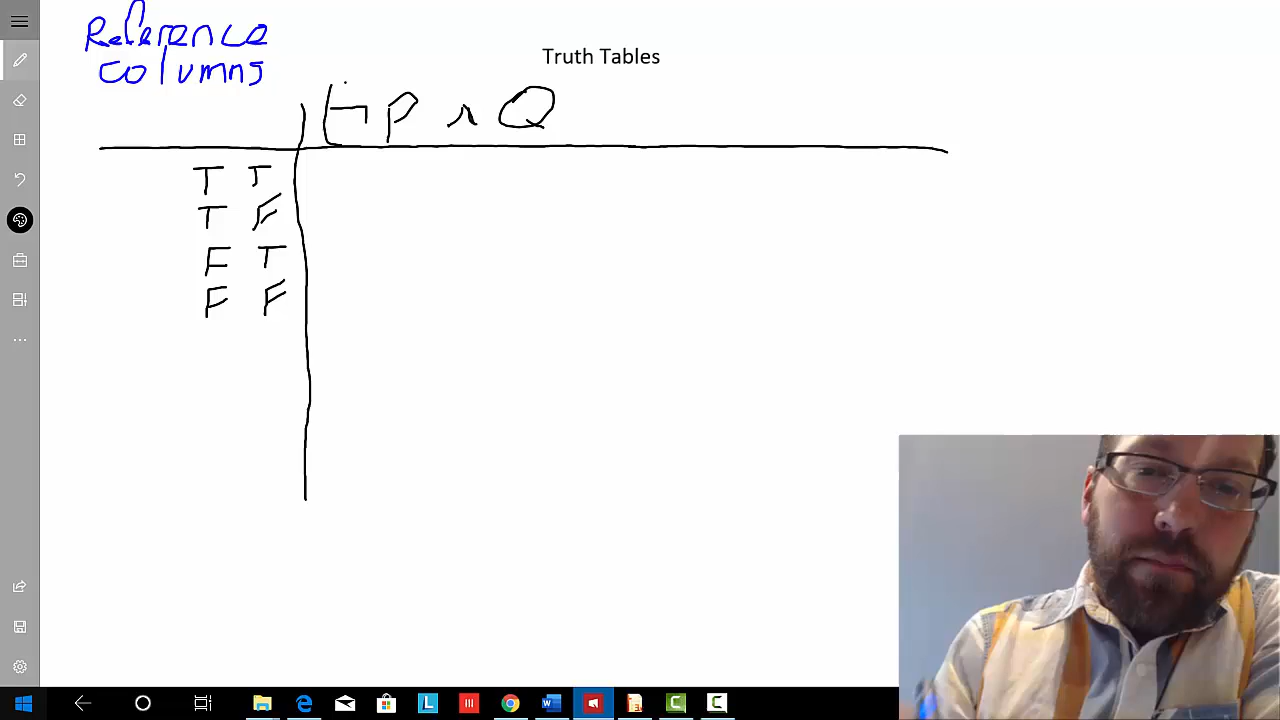 Reference
Columns
Truth Tables
[¬P ∧ Q
T T
T F
F T
F F